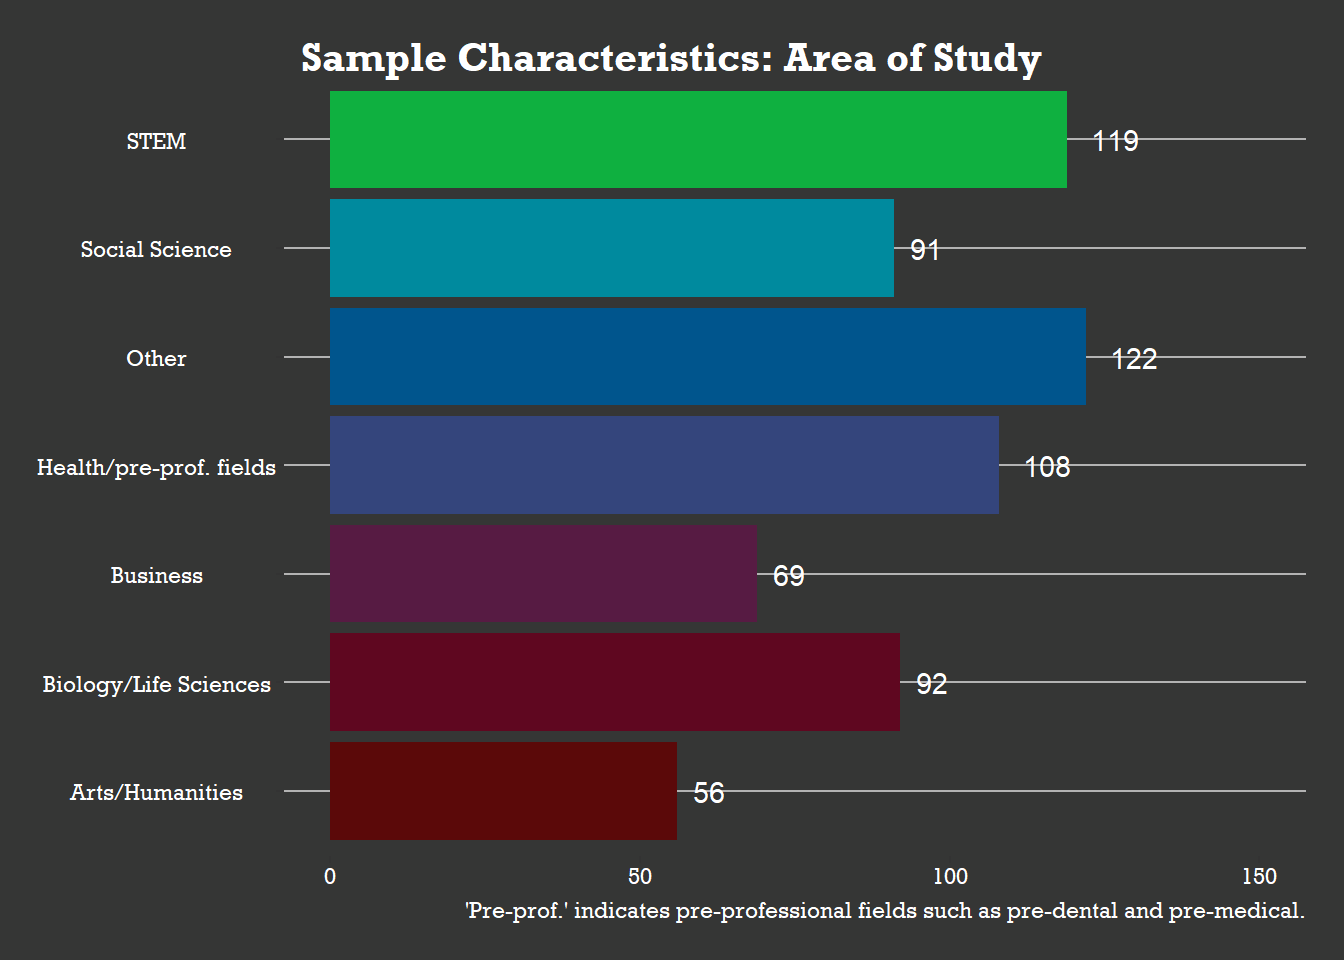 Sample Characteristics: Area of Study
STEM 119
Social Science 91
Other 122
Health/pre-prof. fields 108
Business 69
Biology/Life Sciences 92
Arts/Humanities 56
0 50 100 150
'Pre-prof.' indicates pre-professional fields such as pre-dental and pre-medical.